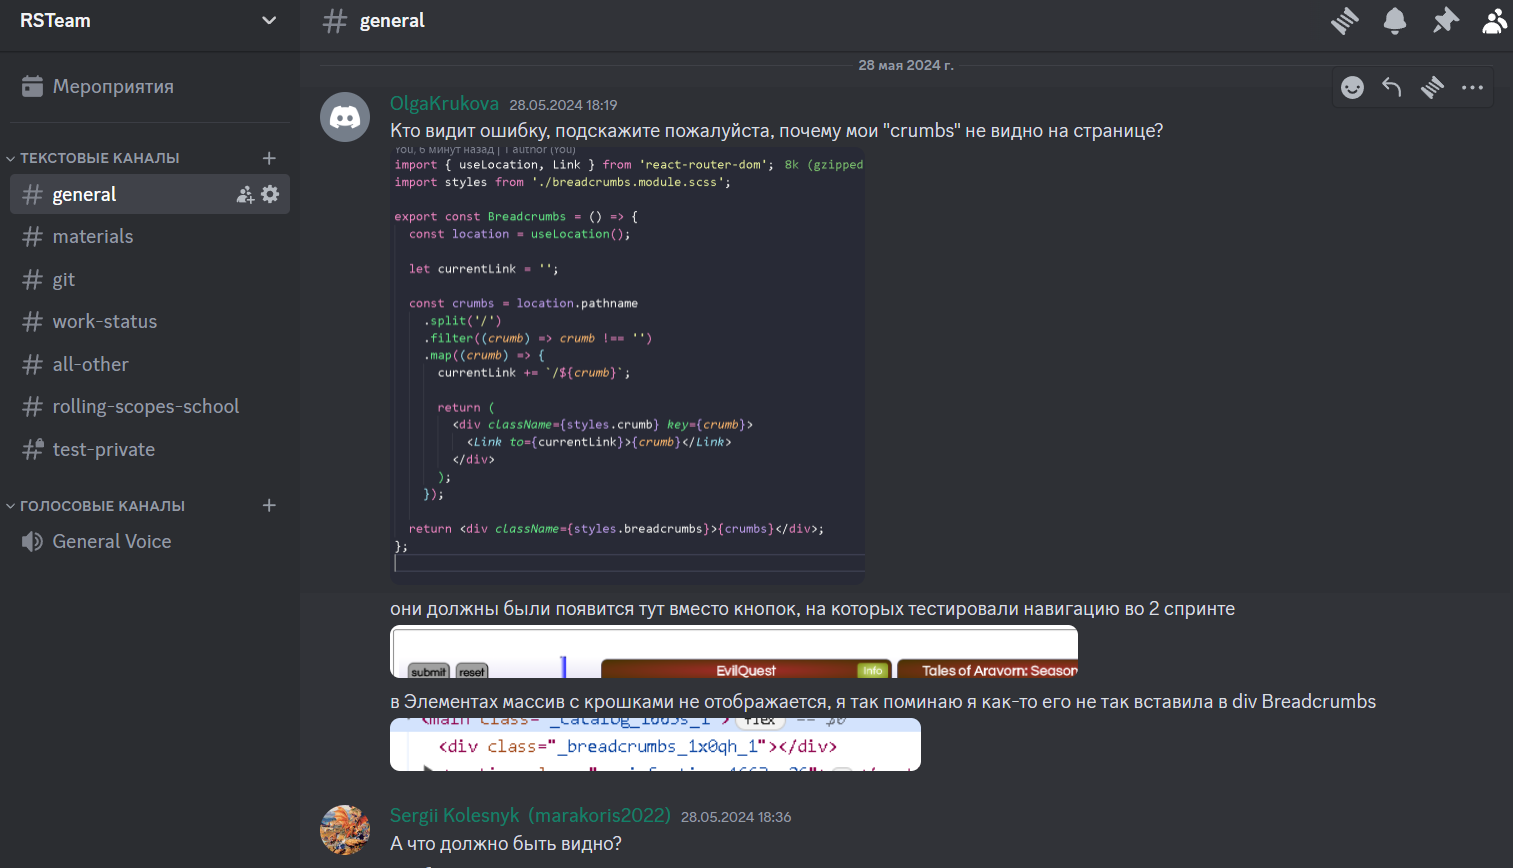 RSTeam
general
Мероприятия
ТЕКСТОВЫЕ КАНАЛЫ
general
materials
git
work-status
all-other
rolling-scopes-school
test-private
ГОЛОСОВЫЕ КАНАЛЫ
General Voice
28 мая 2024 г.
OlgaKrukova 28.05.2024 18:19
Кто видит ошибку, подскажите пожалуйста, почему мои "crumbs" не видно на странице?
You, 6 минут назад | 1 author (You)
import { useLocation, Link } from 'react-router-dom'; 8k (gzipped
import styles from './breadcrumbs.module.scss';
export const Breadcrumbs = () => {
const location = useLocation();
let currentLink = '';
const crumbs = location.pathname
.split('/')
.filter((crumb) => crumb !== '')
.map((crumb) => {
currentLink += `/${crumb}`;
return (
<div className={styles.crumb} key={crumb}>
<Link to={currentLink}>{crumb}</Link>
</div>
);
});
return <div className={styles.breadcrumbs}>{crumbs}</div>;
};
они должны были появится тут вместо кнопок, на которых тестировали навигацию во 2 спринте
submit reset EvilQuest Info Tales of Aravorn: Season
в Элементах массив с крошками не отображается, я так поминаю я как-то его не так вставила в div Breadcrumbs
<main class="_catalog_1663s_1"> flex == $0
<div class="_breadcrumbs_1x0qh_1"></div>
Sergii Kolesnyk (marakoris2022) 28.05.2024 18:36
А что должно быть видно?